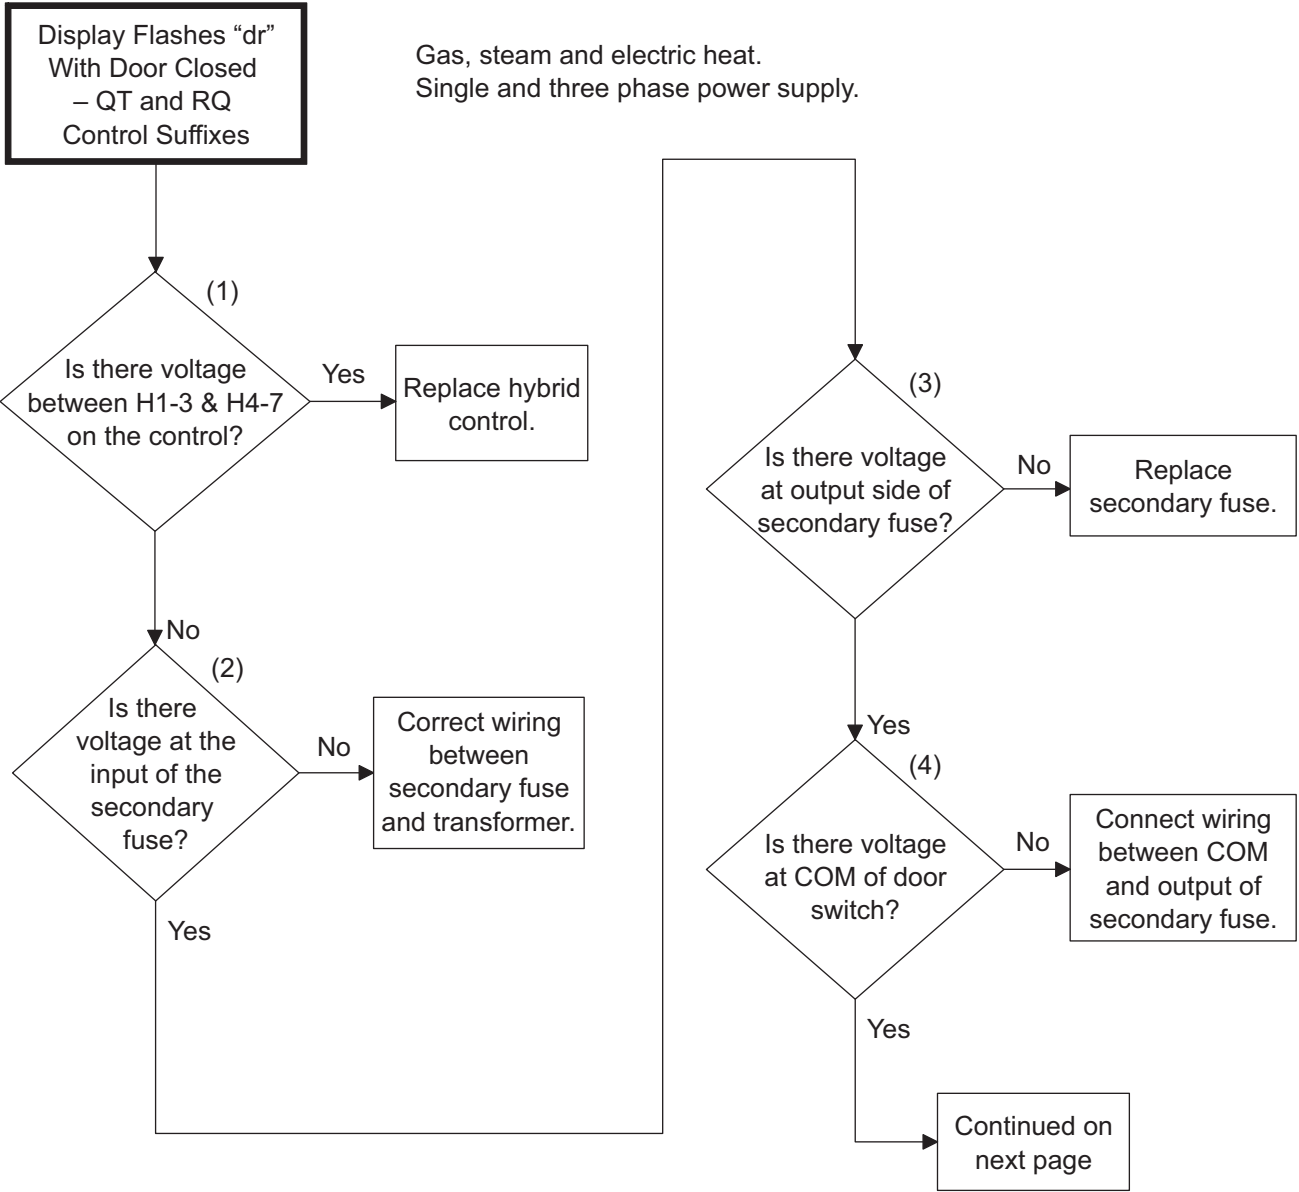 Display Flashes “dr”
With Door Closed
– QT and RQ
Control Suffixes
Gas, steam and electric heat.
Single and three phase power supply.
(1)
Is there voltage
between H1-3 & H4-7
on the control?
Yes
Replace hybrid
control.
No
(2)
Is there
voltage at the
input of the
secondary
fuse?
No
Correct wiring
between
secondary fuse
and transformer.
Yes
(3)
Is there voltage
at output side of
secondary fuse?
No
Replace
secondary fuse.
Yes
(4)
Is there voltage
at COM of door
switch?
No
Connect wiring
between COM
and output of
secondary fuse.
Yes
Continued on
next page